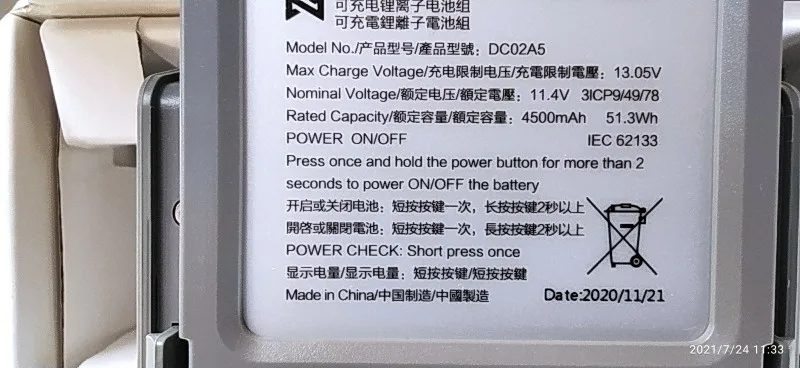 可充电锂离子电池组
可充電鋰離子電池組
Model No./产品型号/產品型號：DC02A5
Max Charge Voltage/充电限制电压/充電限制電壓：13.05V
Nominal Voltage/额定电压/額定電壓：11.4V 3ICP9/49/78
Rated Capacity/额定容量/額定容量：4500mAh 51.3Wh
POWER ON/OFF IEC 62133
Press once and hold the power button for more than 2
seconds to power ON/OFF the battery
开启或关闭电池：短按按键一次，长按按键2秒以上
開啓或關閉電池：短按按鍵一次，長按按鍵2秒以上
POWER CHECK: Short press once
显示电量/显示电量：短按按键/短按按鍵
Made in China/中国制造/中國製造 Date:2020/11/21
2021/7/24 11:33